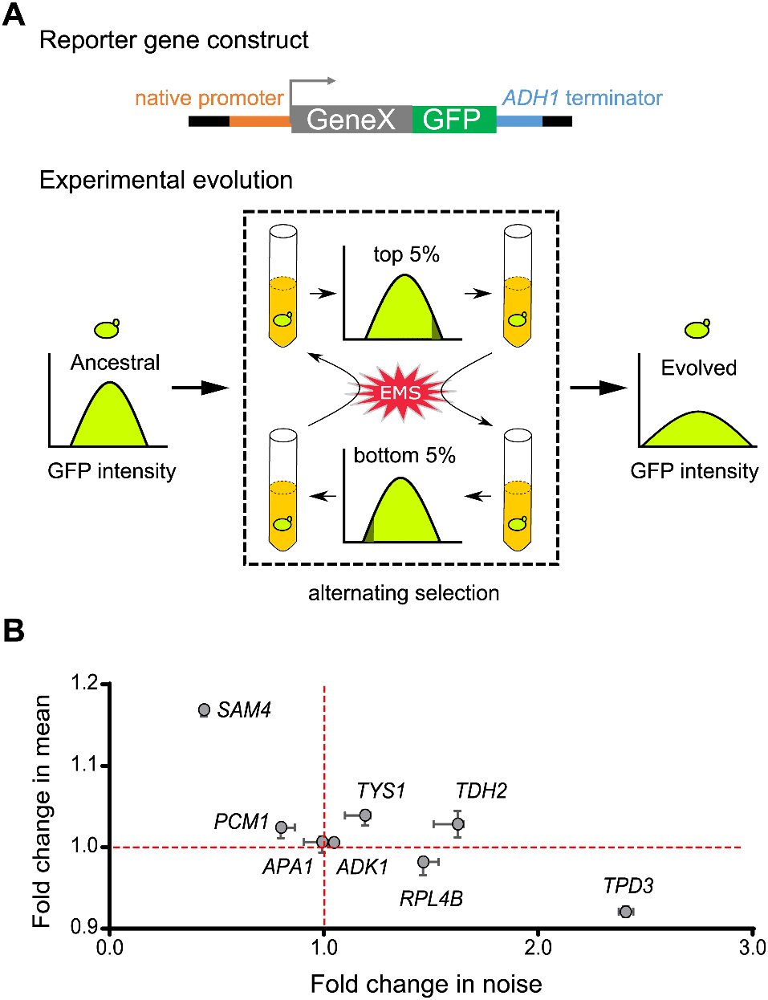 A
Reporter gene construct
native promoter
ADH1 terminator
GeneX
GFP
Experimental evolution
top 5%
Ancestral
EMS
Evolved
GFP intensity
bottom 5%
GFP intensity
alternating selection
B
1.2
1.1
1.0
0.9
Fold change in mean
SAM4
TYS1
TDH2
PCM1
APA1
ADK1
RPL4B
TPD3
0.0
1.0
2.0
3.0
Fold change in noise